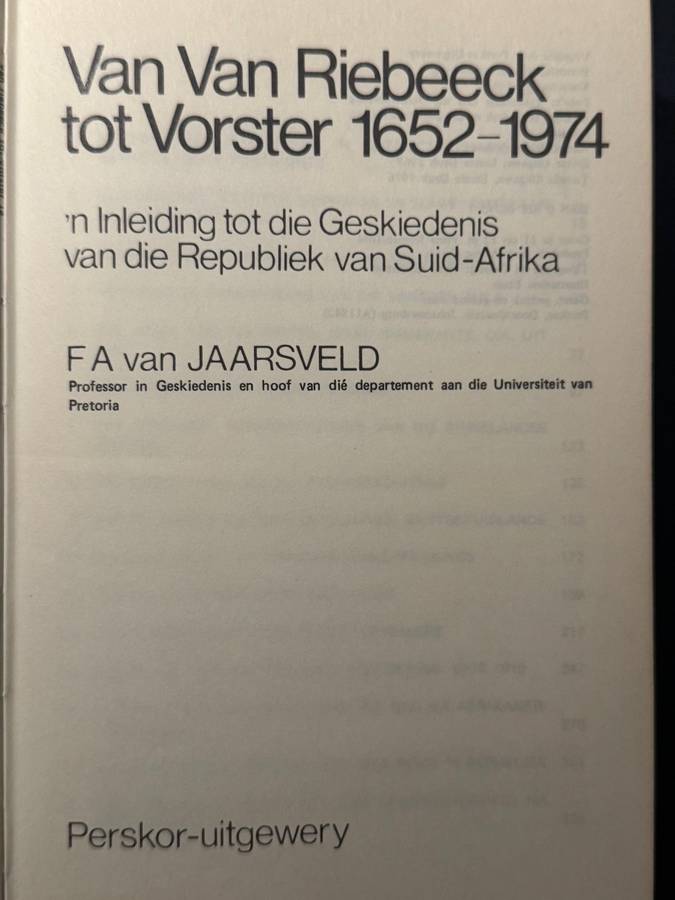 Van Van Riebeeck
tot Vorster 1652–1974
'n Inleiding tot die Geskiedenis
van die Republiek van Suid-Afrika
F A van JAARSVELD
Professor in Geskiedenis en hoof van dié departement aan die Universiteit van
Pretoria
Perskor-uitgewery